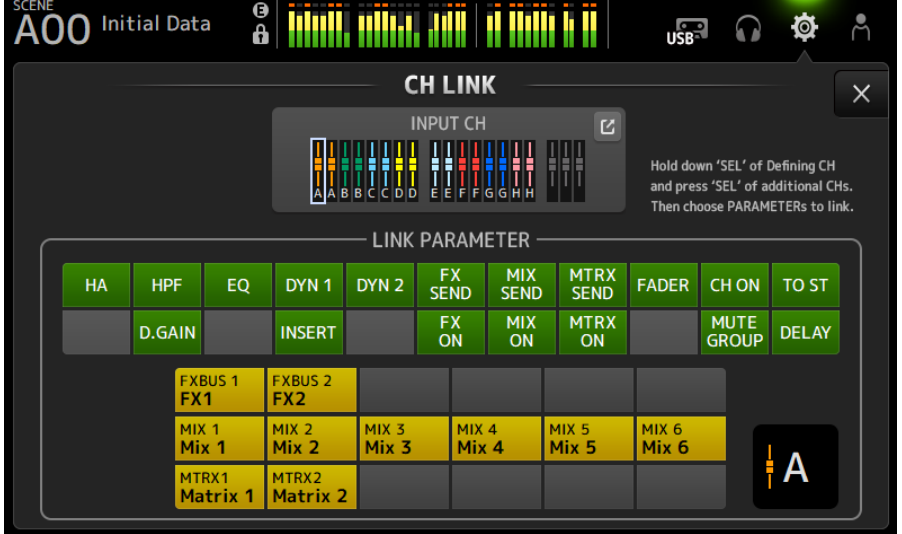 SCENE
A00 Initial Data
E
USB
CH LINK
INPUT CH
A A B B C C D D E E F F G G H H
Hold down 'SEL' of Defining CH
and press 'SEL' of additional CHs.
Then choose PARAMETERs to link.
LINK PARAMETER
HA HPF EQ DYN 1 DYN 2 FX SEND MIX SEND MTRX SEND FADER CH ON TO ST
D.GAIN INSERT FX ON MIX ON MTRX ON MUTE GROUP DELAY
FXBUS 1 FXBUS 2
FX1 FX2
MIX 1 MIX 2 MIX 3 MIX 4 MIX 5 MIX 6
Mix 1 Mix 2 Mix 3 Mix 4 Mix 5 Mix 6
MTRX1 MTRX2
Matrix 1 Matrix 2
A